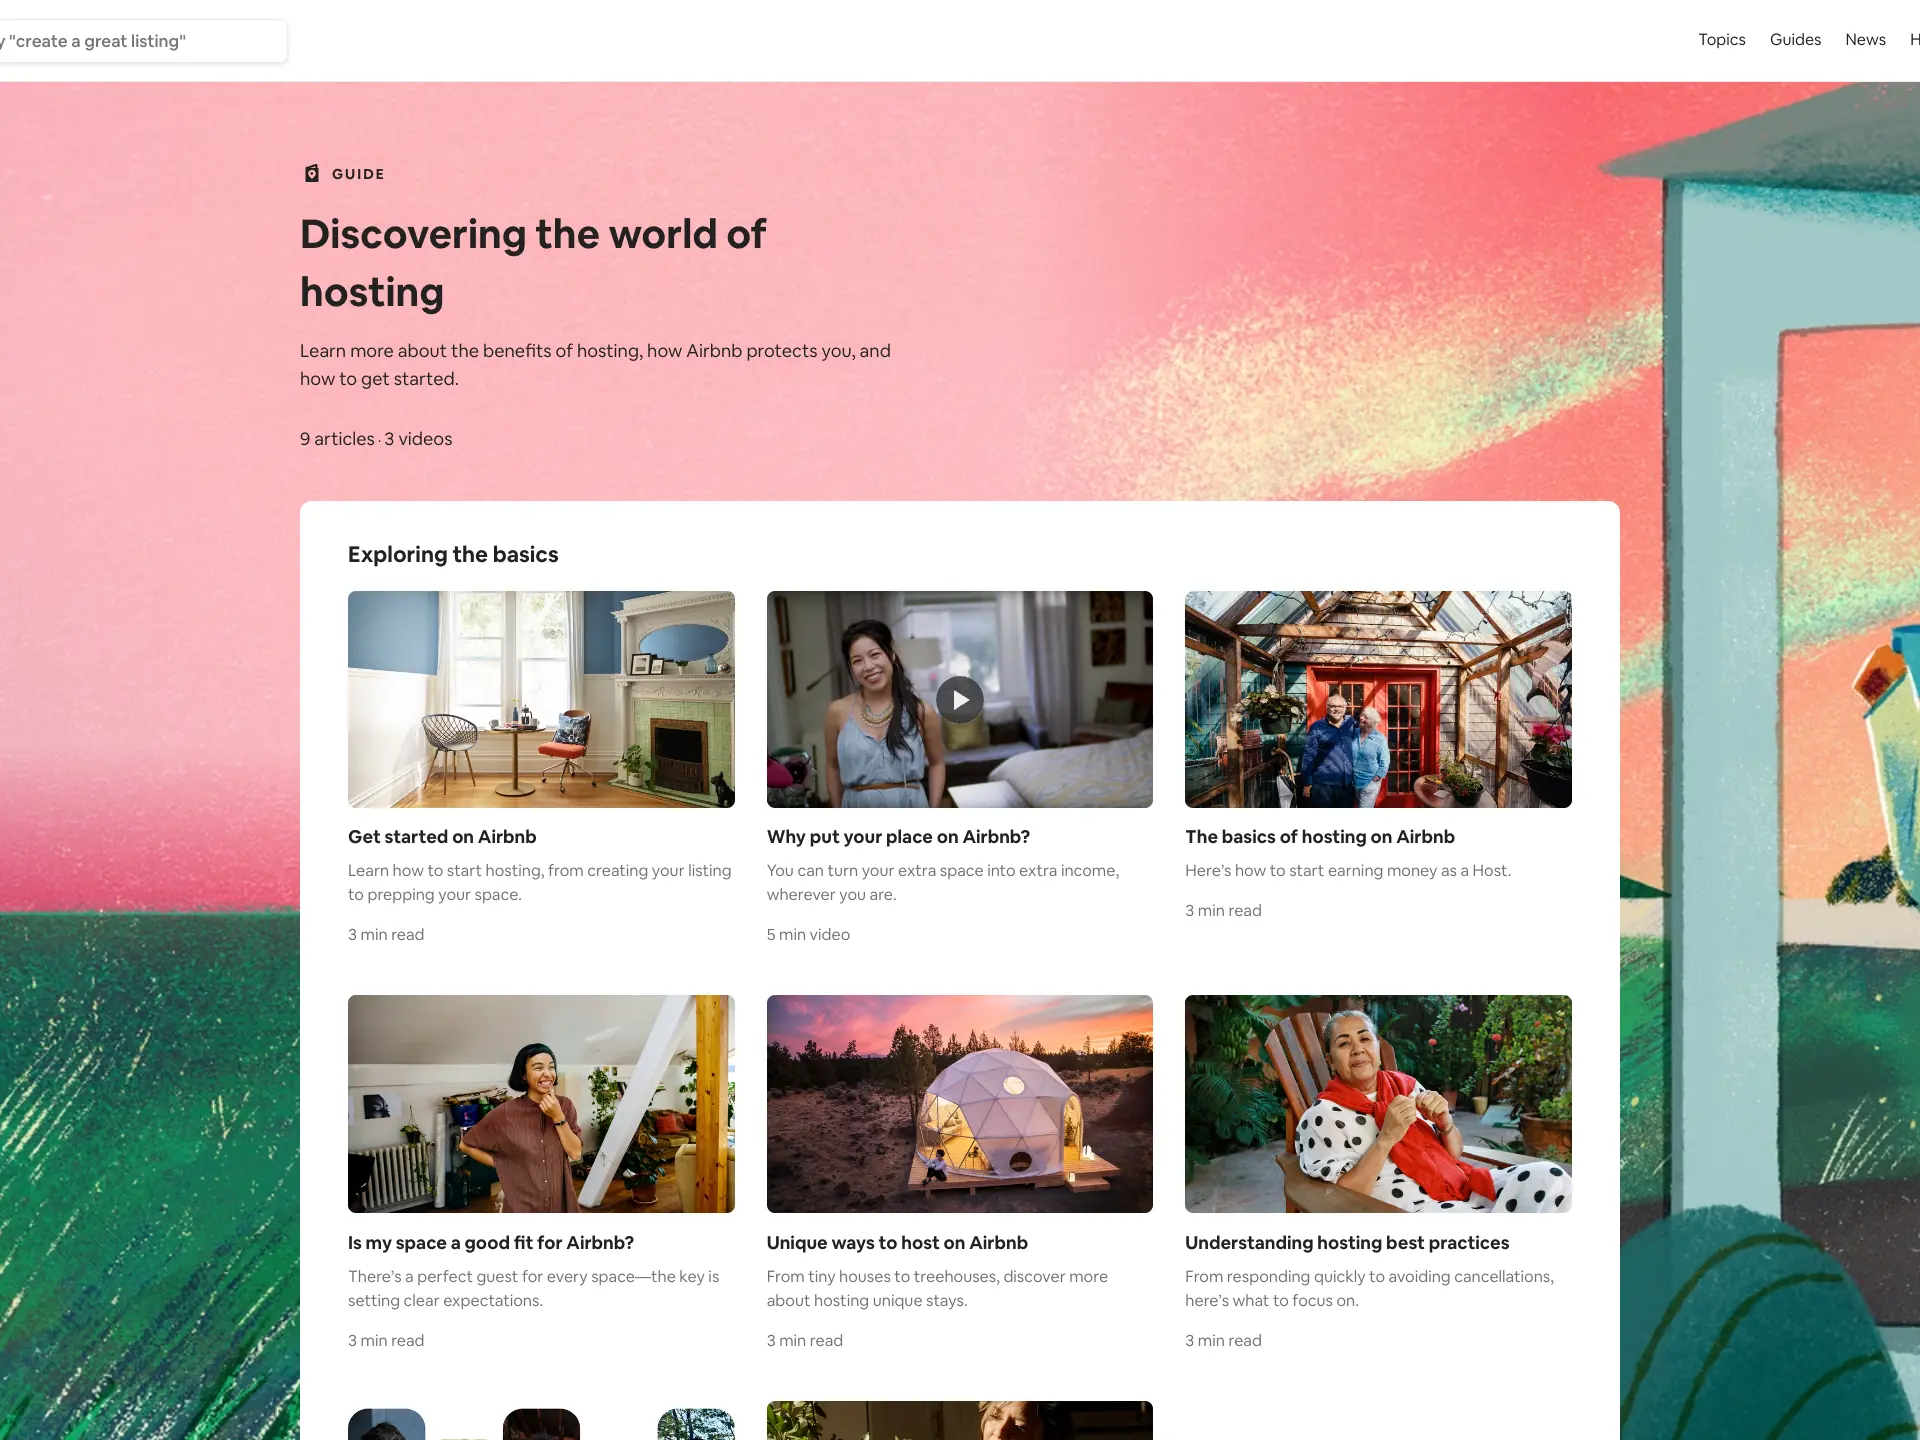 "create a great listing"
Topics
Guides
News
GUIDE
Discovering the world of
hosting
Learn more about the benefits of hosting, how Airbnb protects you, and
how to get started.
9 articles · 3 videos
Exploring the basics
Get started on Airbnb
Learn how to start hosting, from creating your listing
to prepping your space.
3 min read
Why put your place on Airbnb?
You can turn your extra space into extra income,
wherever you are.
5 min video
The basics of hosting on Airbnb
Here’s how to start earning money as a Host.
3 min read
Is my space a good fit for Airbnb?
There’s a perfect guest for every space—the key is
setting clear expectations.
3 min read
Unique ways to host on Airbnb
From tiny houses to treehouses, discover more
about hosting unique stays.
3 min read
Understanding hosting best practices
From responding quickly to avoiding cancellations,
here’s what to focus on.
3 min read